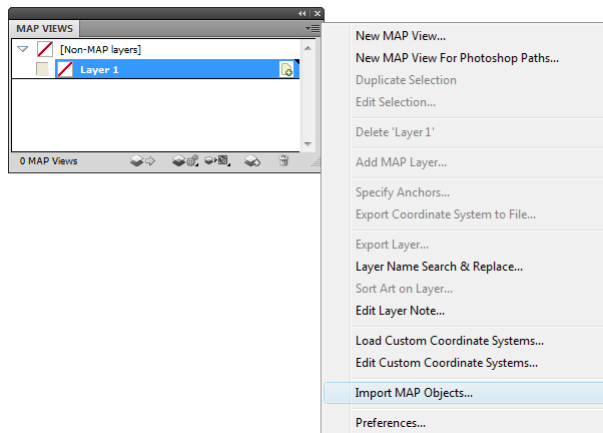 MAP VIEWS
[Non-MAP layers]
Layer 1
0 MAP Views
New MAP View...
New MAP View For Photoshop Paths...
Duplicate Selection
Edit Selection...
Delete 'Layer 1'
Add MAP Layer...
Specify Anchors...
Export Coordinate System to File...
Export Layer...
Layer Name Search & Replace...
Sort Art on Layer...
Edit Layer Note...
Load Custom Coordinate Systems...
Edit Custom Coordinate Systems...
Import MAP Objects...
Preferences...